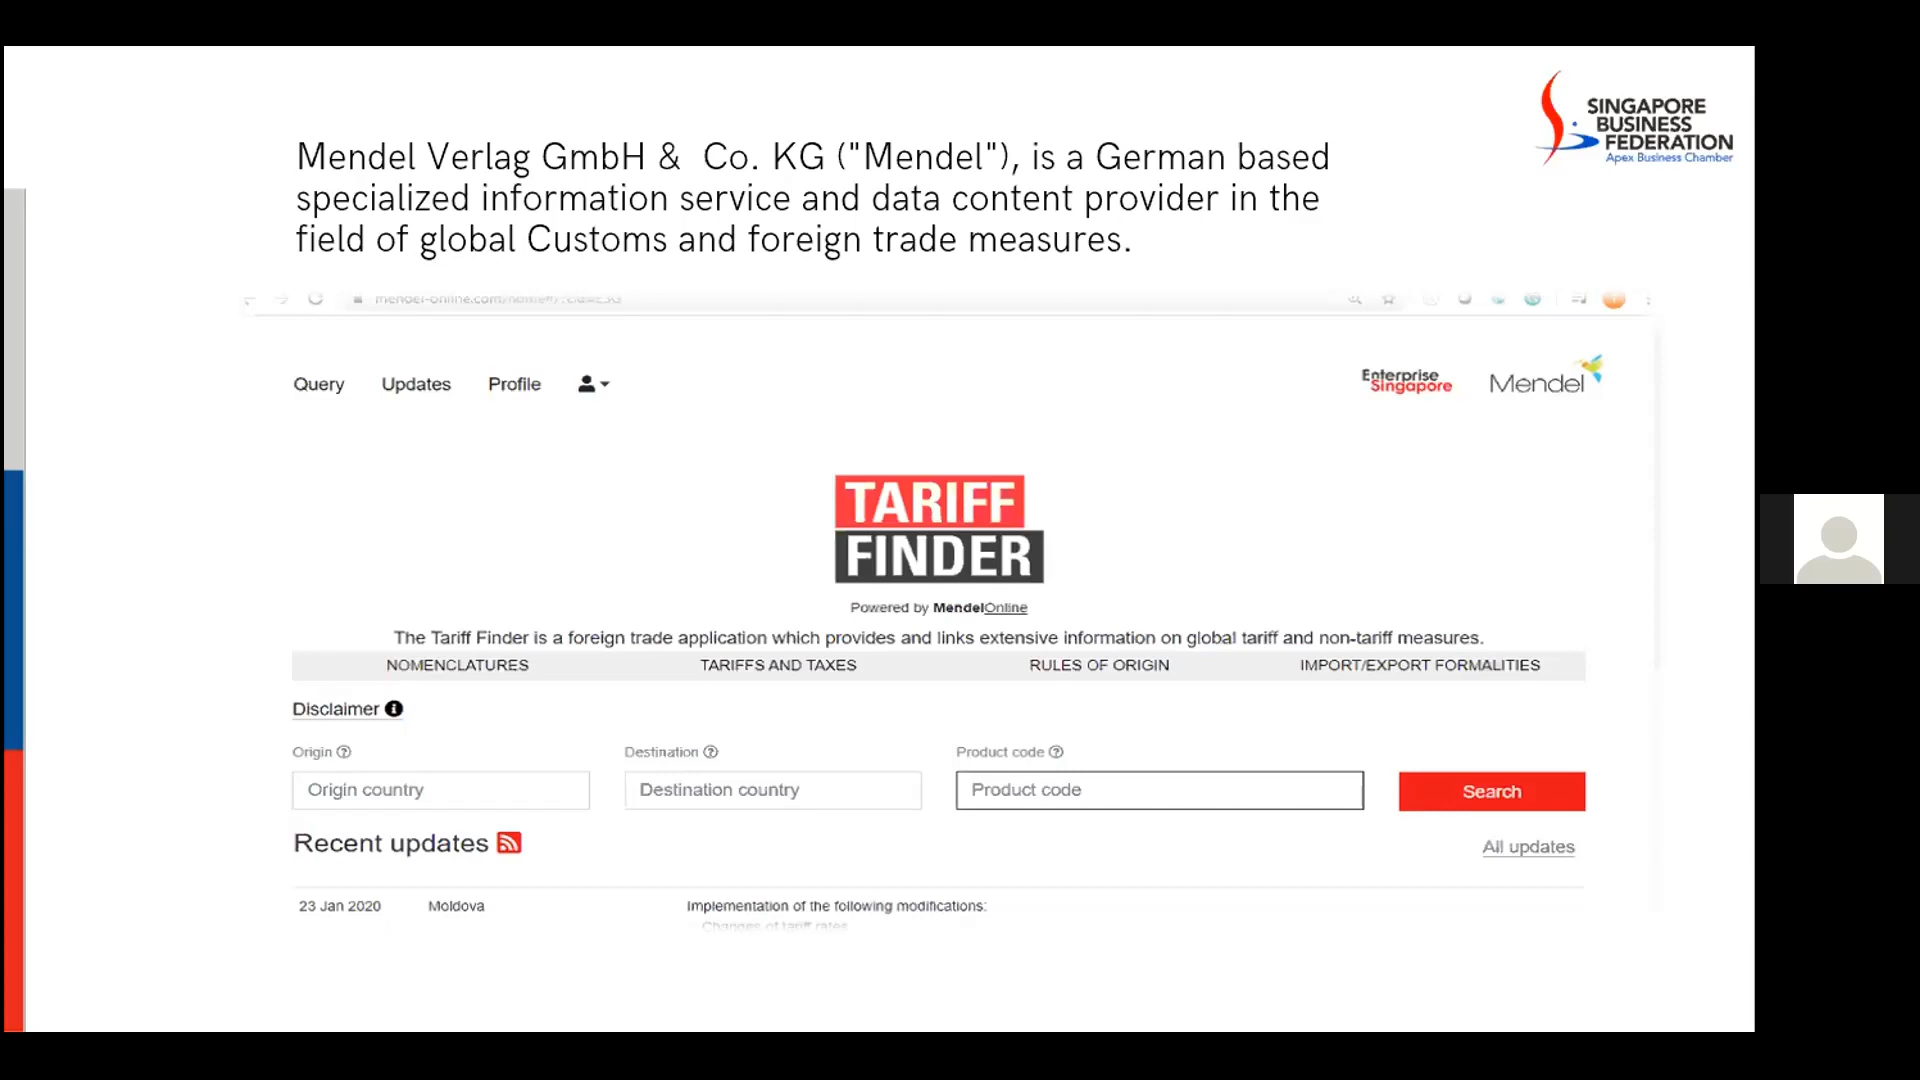 SINGAPORE
BUSINESS
FEDERATION
Apex Business Chamber
Mendel Verlag GmbH & Co. KG ("Mendel"), is a German based
specialized information service and data content provider in the
field of global Customs and foreign trade measures.
Query Updates Profile
Enterprise
Singapore
Mendel
TARIFF
FINDER
Powered by MendelOnline
The Tariff Finder is a foreign trade application which provides and links extensive information on global tariff and non-tariff measures.
NOMENCLATURES TARIFFS AND TAXES RULES OF ORIGIN IMPORT/EXPORT FORMALITIES
Disclaimer
Origin Destination Product code
Origin country Destination country Product code Search
Recent updates
All updates
23 Jan 2020 Moldova Implementation of the following modifications:
Changes of tariff rates